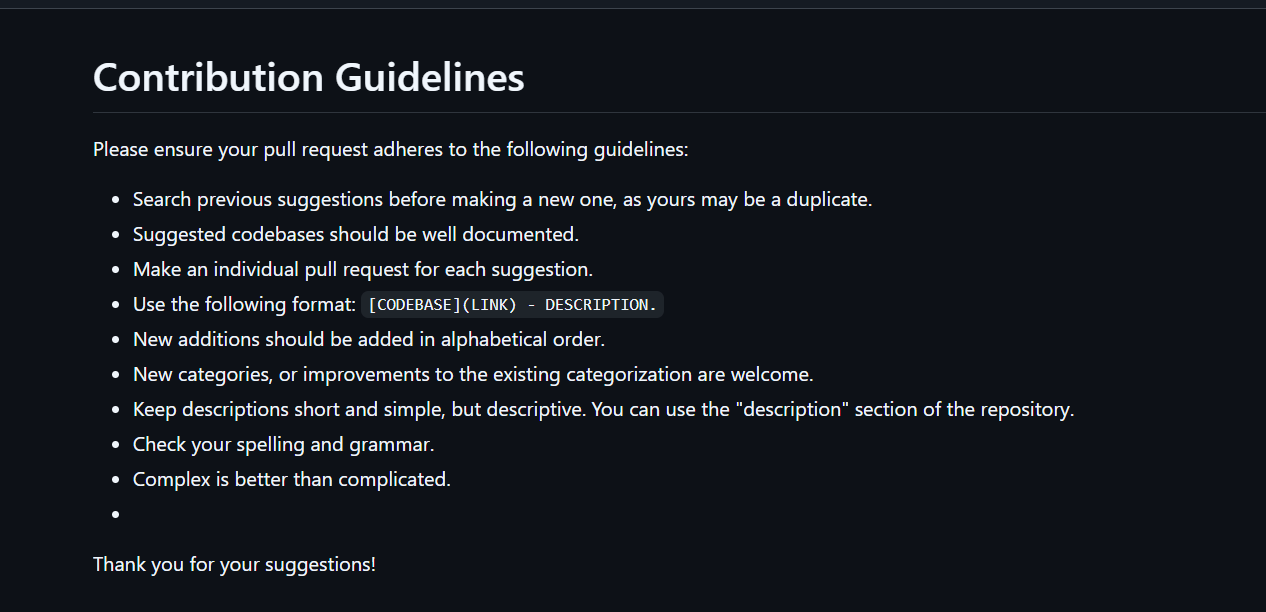 Contribution Guidelines
Please ensure your pull request adheres to the following guidelines:
• Search previous suggestions before making a new one, as yours may be a duplicate.
• Suggested codebases should be well documented.
• Make an individual pull request for each suggestion.
• Use the following format: [CODEBASE](LINK) - DESCRIPTION.
• New additions should be added in alphabetical order.
• New categories, or improvements to the existing categorization are welcome.
• Keep descriptions short and simple, but descriptive. You can use the "description" section of the repository.
• Check your spelling and grammar.
• Complex is better than complicated.
•
Thank you for your suggestions!